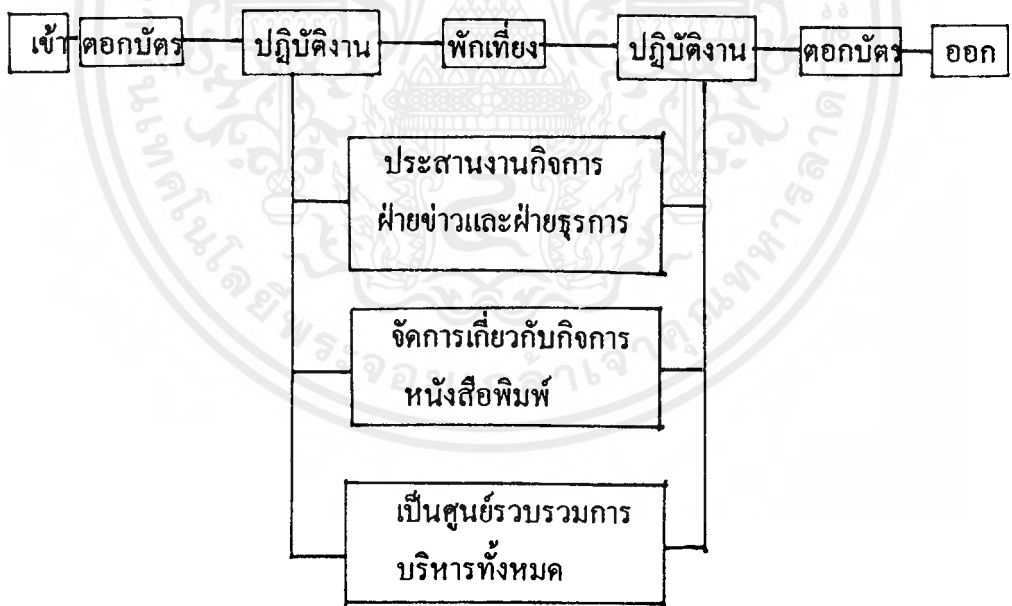 เข้า ตอกบัตร ปฏิบัติงาน พักเที่ยง ปฏิบัติงาน ตอกบัตร ออก
ประสานงานกิจการ
ฝ่ายข่าวและฝ่ายธุรการ
จัดการเกี่ยวกับกิจการ
หนังสือพิมพ์
เป็นศูนย์รวบรวมการ
บริหารทั้งหมด